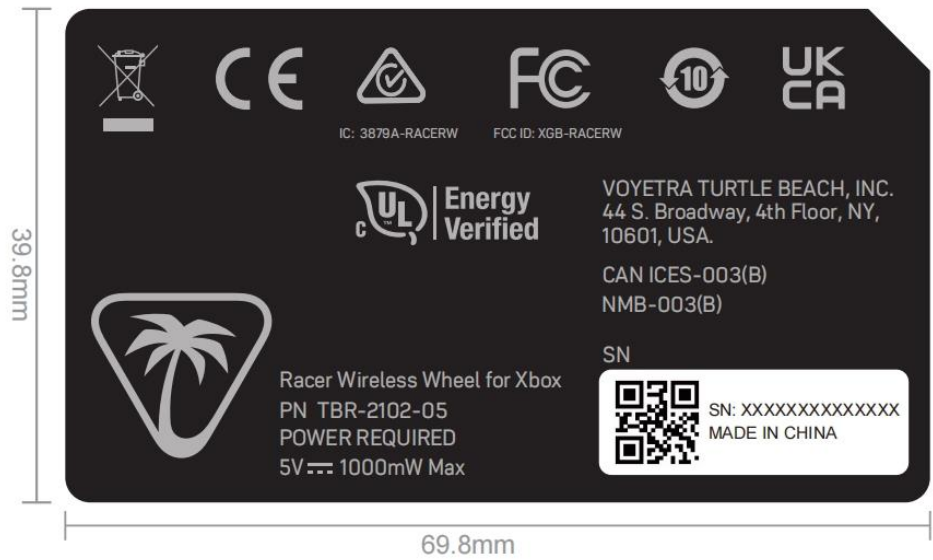 CE
FC
10
UK
CA
IC: 3879A-RACERW
FCC ID: XGB-RACERW
C UL ™
Energy
Verified
VOYETRA TURTLE BEACH, INC.
44 S. Broadway, 4th Floor, NY,
10601, USA.
CAN ICES-003(B)
NMB-003(B)
Racer Wireless Wheel for Xbox
PN TBR-2102-05
POWER REQUIRED
5V ⎓ 1000mW Max
SN
SN: XXXXXXXXXXXXXX
MADE IN CHINA
39.8mm
69.8mm